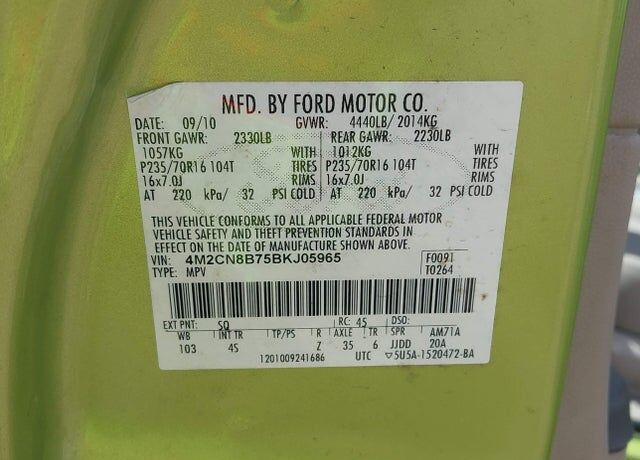 MFD. BY FORD MOTOR CO.
DATE: 09/10 GVWR: 4440LB/ 2014KG
FRONT GAWR: 2330LB REAR GAWR: 2230LB
1057KG WITH 1012KG WITH
P235/70R16 104T TIRES P235/70R16 104T TIRES
16x7.0J RIMS 16x7.0J RIMS
AT 220 kPa/ 32 PSI COLD AT 220 kPa/ 32 PSI COLD
THIS VEHICLE CONFORMS TO ALL APPLICABLE FEDERAL MOTOR
VEHICLE SAFETY AND THEFT PREVENTION STANDARDS IN
EFFECT ON THE DATE OF MANUFACTURE SHOWN ABOVE.
VIN: 4M2CN8B75BKJ05965 F0091
TYPE: MPV T0264
EXT PNT: SQ RC: 45 DSO:
WB INT TR TP/PS R AXLE TR SPR AM71A
103 4S Z 35 6 JJDD 20A
1201009241686 UTC ▽5U5A-1520472-BA